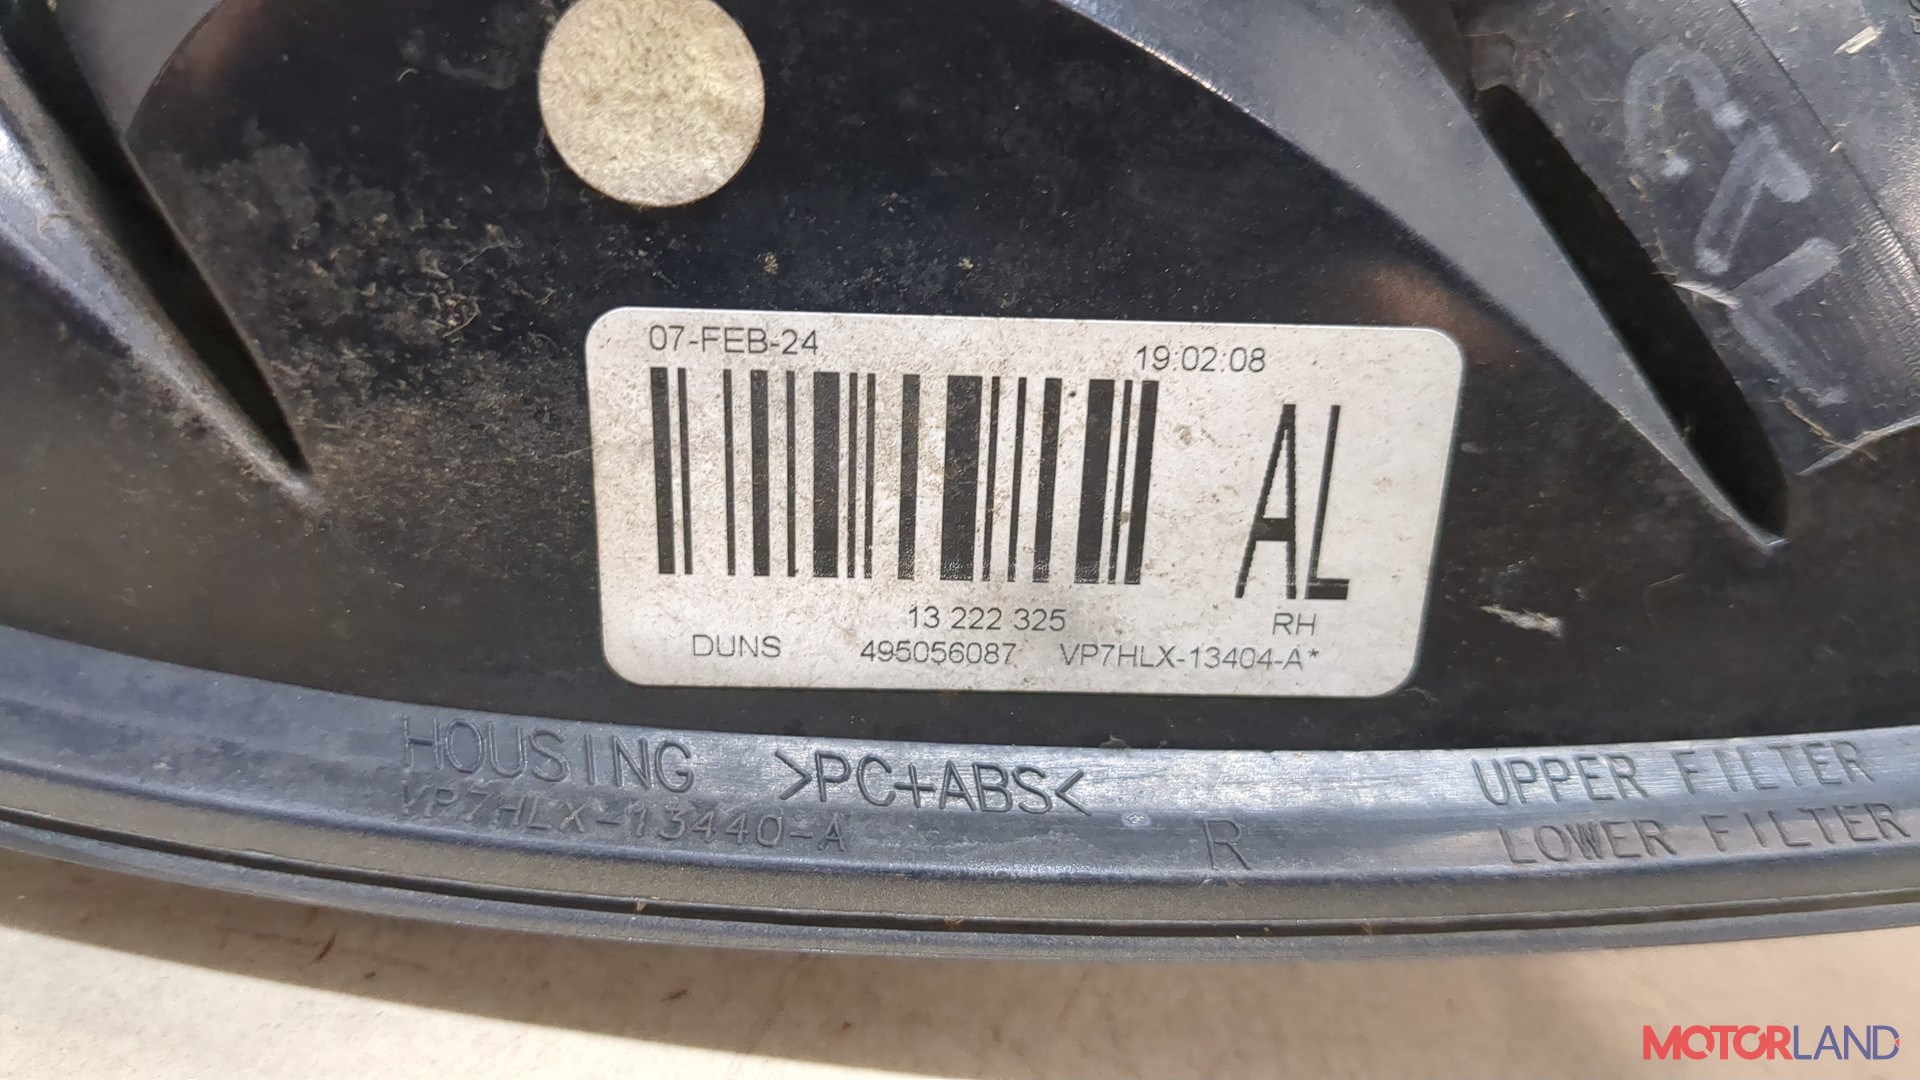 07-FEB-24
19:02:08
AL
13 222 325
RH
DUNS 495056087 VP7HLX-13404-A*
HOUSING >PC+ABS<
VP7HLX-13440-A
R
UPPER FILTER
LOWER FILTER
MOTORLAND